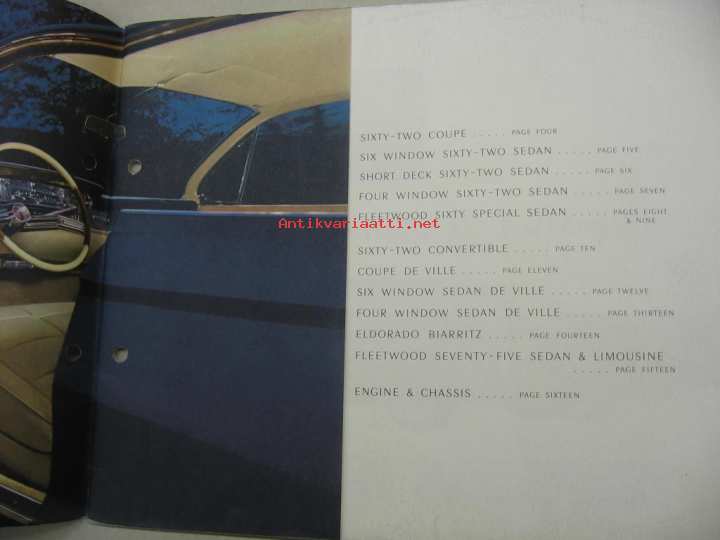 SIXTY-TWO COUPE ..... PAGE FOUR
SIX WINDOW SIXTY-TWO SEDAN ..... PAGE FIVE
SHORT DECK SIXTY-TWO SEDAN ..... PAGE SIX
FOUR WINDOW SIXTY-TWO SEDAN ..... PAGE SEVEN
FLEETWOOD SIXTY SPECIAL SEDAN ..... PAGES EIGHT
& NINE
Antikvariaatti.net
SIXTY-TWO CONVERTIBLE ..... PAGE TEN
COUPE DE VILLE ..... PAGE ELEVEN
SIX WINDOW SEDAN DE VILLE ..... PAGE TWELVE
FOUR WINDOW SEDAN DE VILLE ..... PAGE THIRTEEN
ELDORADO BIARRITZ ..... PAGE FOURTEEN
FLEETWOOD SEVENTY-FIVE SEDAN & LIMOUSINE
..... PAGE FIFTEEN
ENGINE & CHASSIS ..... PAGE SIXTEEN